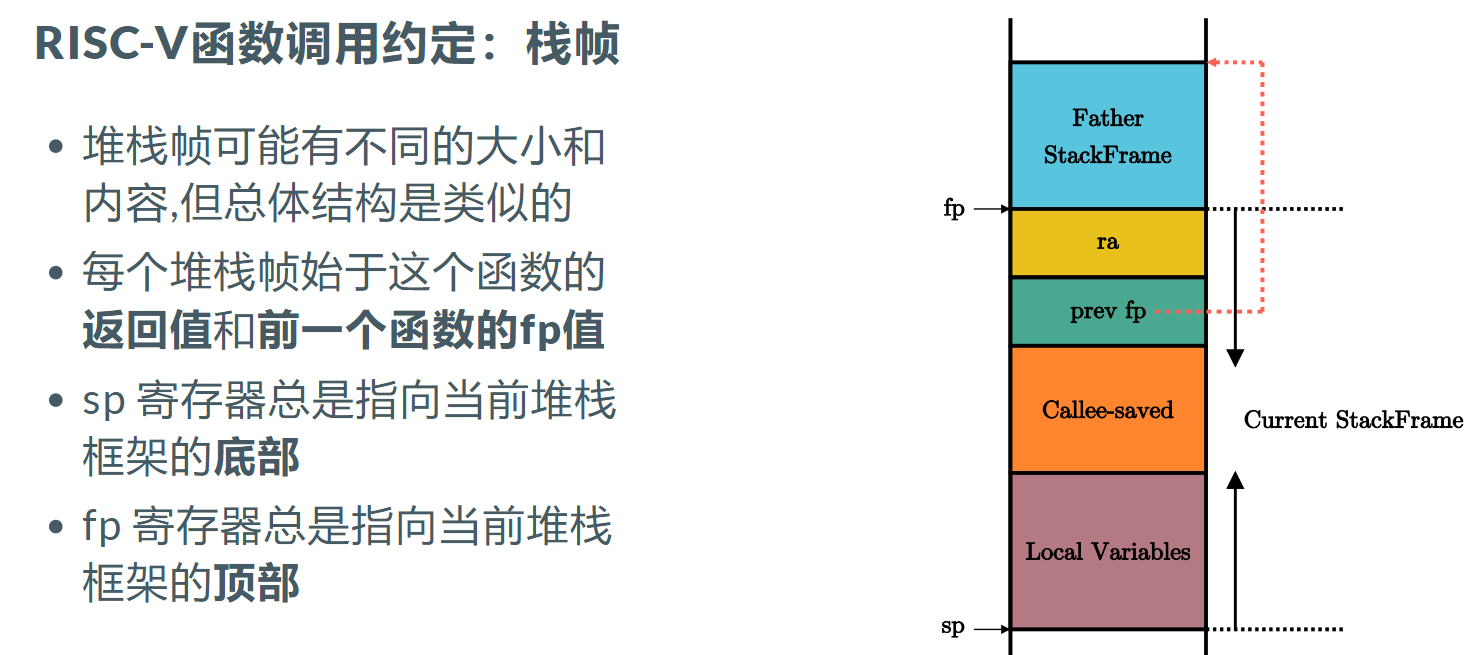 RISC-V函数调用约定：栈帧
堆栈帧可能有不同的大小和
内容,但总体结构是类似的
每个堆栈帧始于这个函数的
返回值和前一个函数的fp值
sp 寄存器总是指向当前堆栈
框架的底部
fp 寄存器总是指向当前堆栈
框架的顶部
Father
StackFrame
fp
ra
prev fp
Callee-saved
Current StackFrame
Local Variables
sp